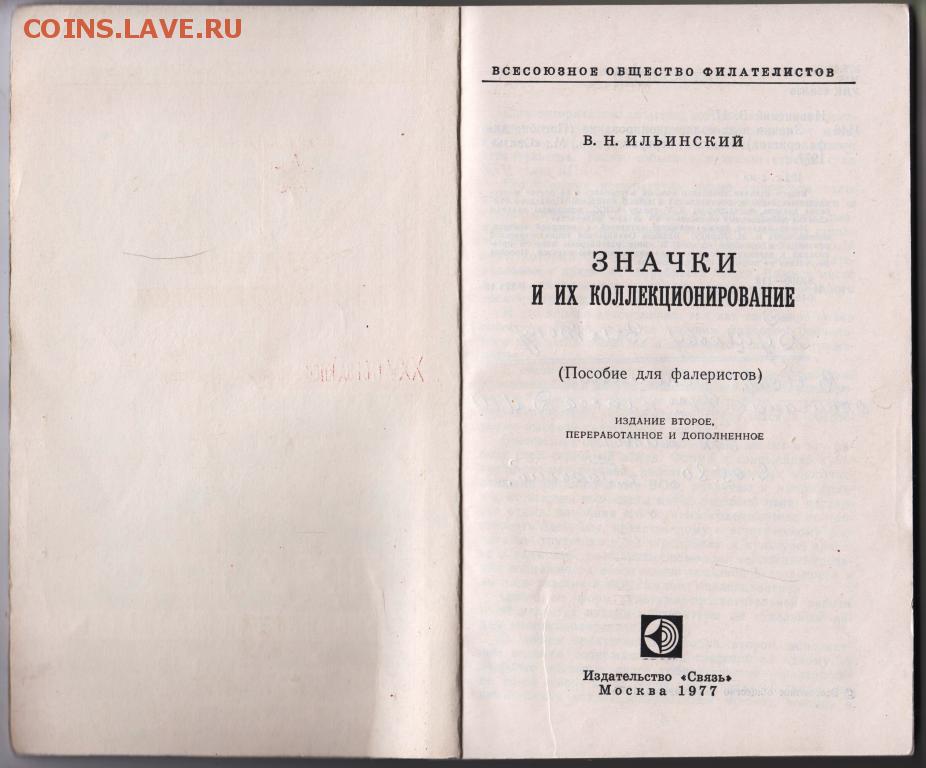 COINS.LAVE.RU
ВСЕСОЮЗНОЕ ОБЩЕСТВО ФИЛАТЕЛИСТОВ
В. Н. ИЛЬИНСКИЙ
ЗНАЧКИ
И ИХ КОЛЛЕКЦИОНИРОВАНИЕ
(Пособие для фалеристов)
ИЗДАНИЕ ВТОРОЕ,
ПЕРЕРАБОТАННОЕ И ДОПОЛНЕННОЕ
Издательство «Связь»
Москва 1977